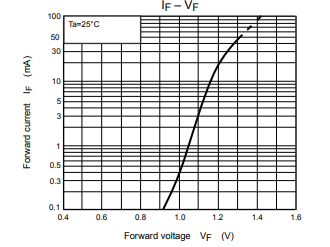 IF – VF
Ta=25°C
100
50
30
10
5
3
1
0.5
0.3
0.1
Forward current IF (mA)
0.4 0.6 0.8 1.0 1.2 1.4 1.6
Forward voltage VF (V)